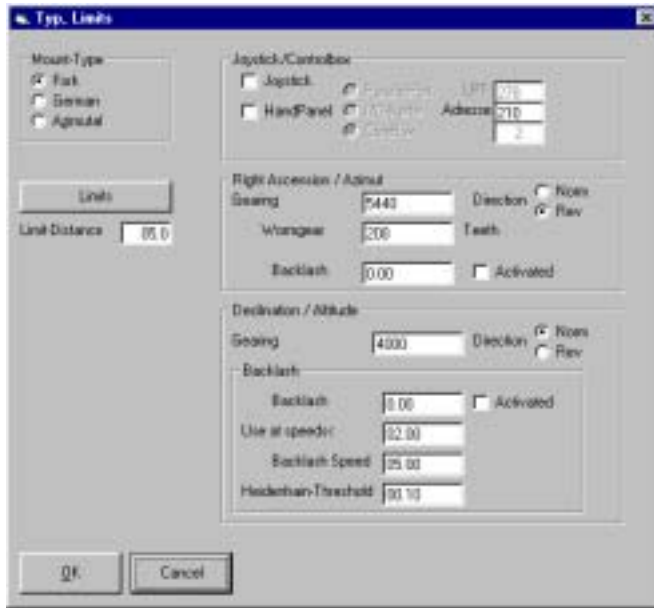 Typ, Limits
Mount-Type
Fork
German
Joystick/Controlbox
Joystick
HandPanel
LPT
Adresse 210
2
Limits
Limit-Distance 85.0
Right Ascension / Azimut
Gearing 5440 Direction Norm
Rev
Wormgear 200 Teeth
Backlash 0.00 Activated
Declination / Altitude
Gearing 4000 Direction Norm
Rev
Backlash
Backlash 0.00 Activated
Use at speed< 02.00
Backlash Speed 05.00
Heidenhain-Threshold 00.10
OK Cancel